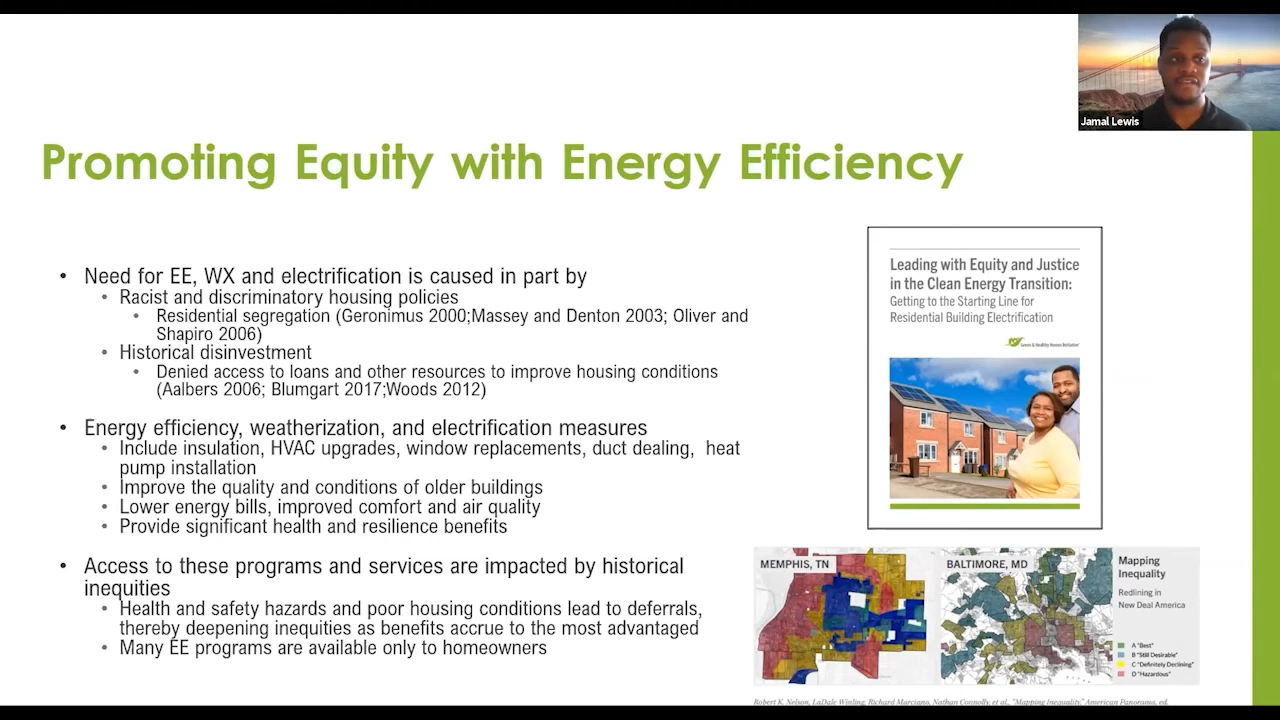 Jamal Lewis
Promoting Equity with Energy Efficiency
• Need for EE, WX and electrification is caused in part by
• Racist and discriminatory housing policies
• Residential segregation (Geronimus 2000;Massey and Denton 2003; Oliver and
Shapiro 2006)
• Historical disinvestment
• Denied access to loans and other resources to improve housing conditions
(Aalbers 2006; Blumgart 2017;Woods 2012)
• Energy efficiency, weatherization, and electrification measures
• Include insulation, HVAC upgrades, window replacements, duct dealing, heat
pump installation
• Improve the quality and conditions of older buildings
• Lower energy bills, improved comfort and air quality
• Provide significant health and resilience benefits
• Access to these programs and services are impacted by historical
inequities
• Health and safety hazards and poor housing conditions lead to deferrals,
thereby deepening inequities as benefits accrue to the most advantaged
• Many EE programs are available only to homeowners
Leading with Equity and Justice
in the Clean Energy Transition:
Getting to the Starting Line for
Residential Building Electrification
Green & Healthy Homes Initiative
MEMPHIS, TN
BALTIMORE, MD
Mapping
Inequality
Redlining in
New Deal America
A "Best"
B "Still Desirable"
C "Definitely Declining"
D "Hazardous"
Robert K. Nelson, LaDale Winling, Richard Marciano, Nathan Connolly, et al., "Mapping Inequality," American Panorama, ed.